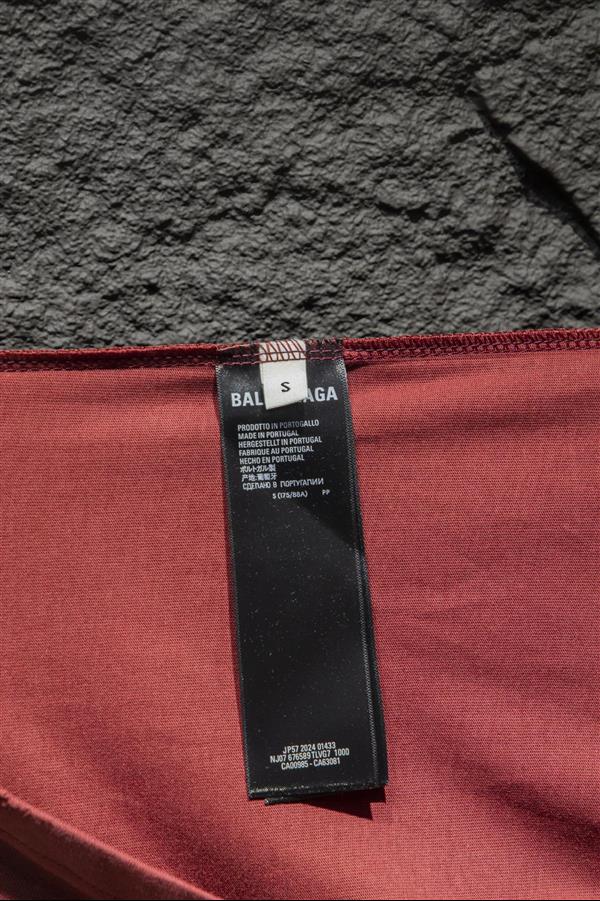 S
BAL AGA
PRODOTTO IN PORTOGALLO
MADE IN PORTUGAL
HERGESTELLT IN PORTUGAL
FABRIQUE AU PORTUGAL
HECHO EN PORTUGAL
ポルトガル製
产地:葡萄牙
СДЕЛАНО В ПОРТУГАЛИИ
S (175/88A) PP
JP57 2024 01433
NJ07 676589 TLVG7 1000
CA00985 - CA63081